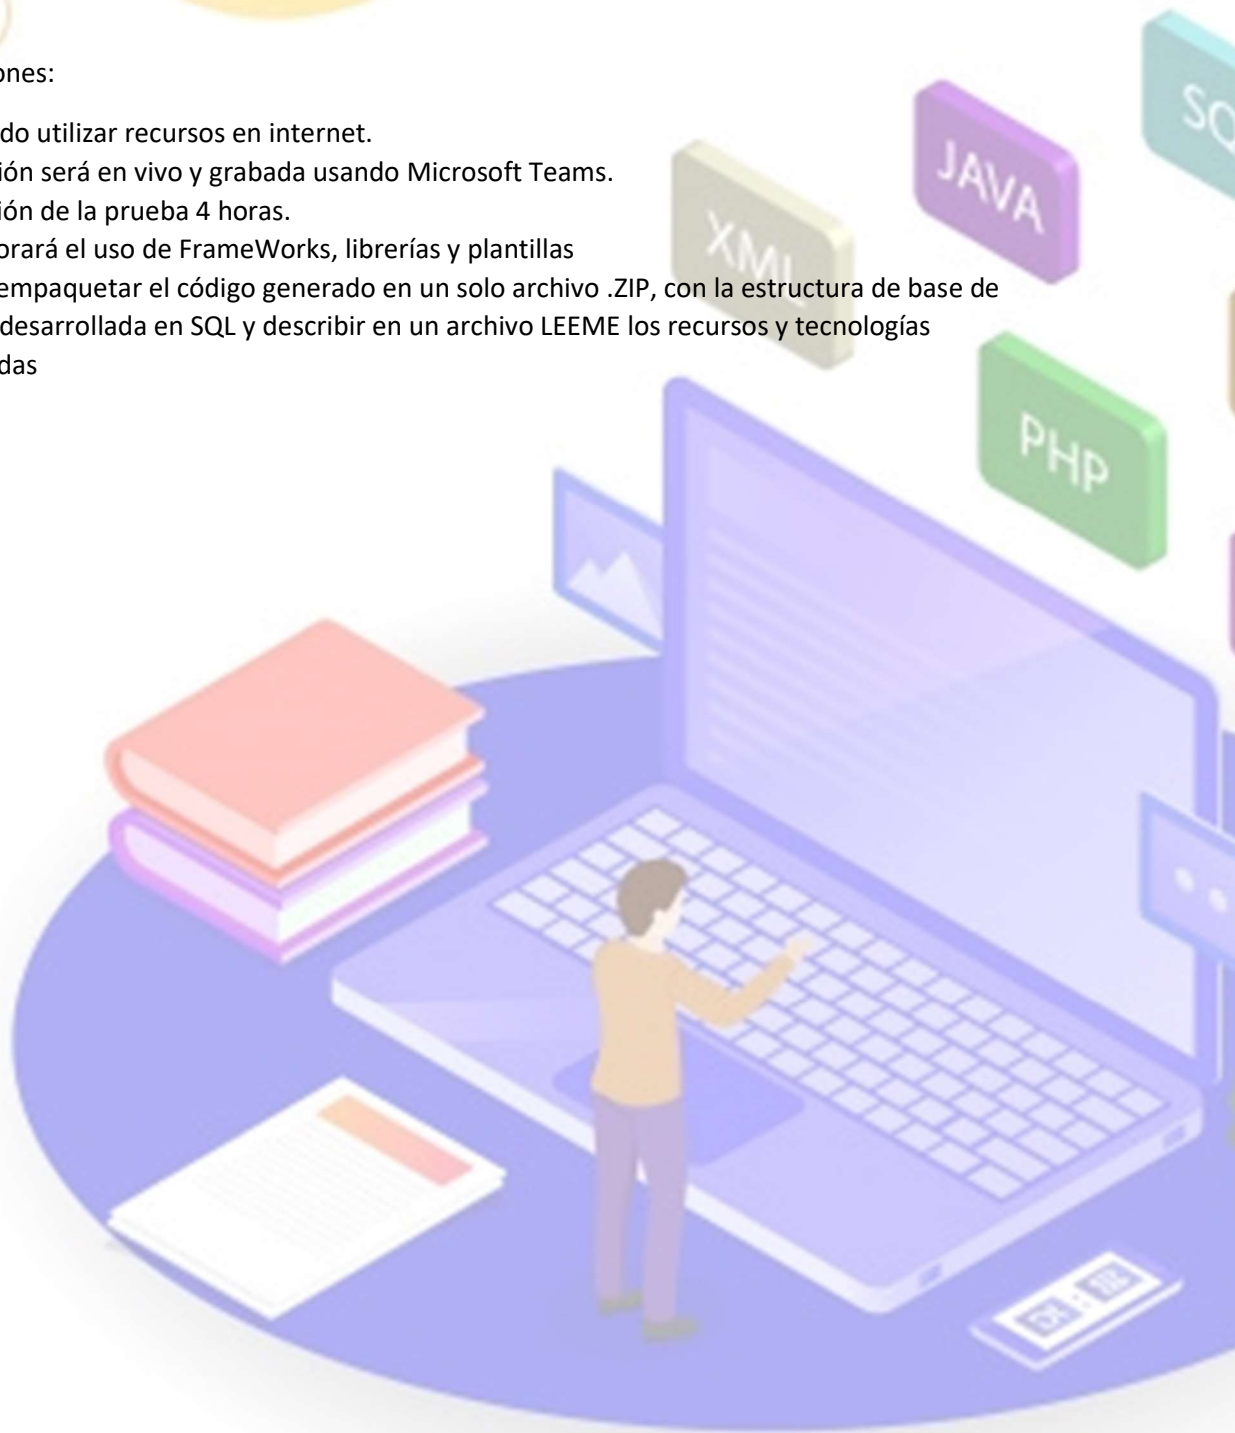 ones:
do utilizar recursos en internet.
ión será en vivo y grabada usando Microsoft Teams.
ión de la prueba 4 horas.
orará el uso de FrameWorks, librerías y plantillas
empaquetar el código generado en un solo archivo .ZIP, con la estructura de base de
desarrollada en SQL y describir en un archivo LEEME los recursos y tecnologías
das
SQ
JAVA
XML
PHP